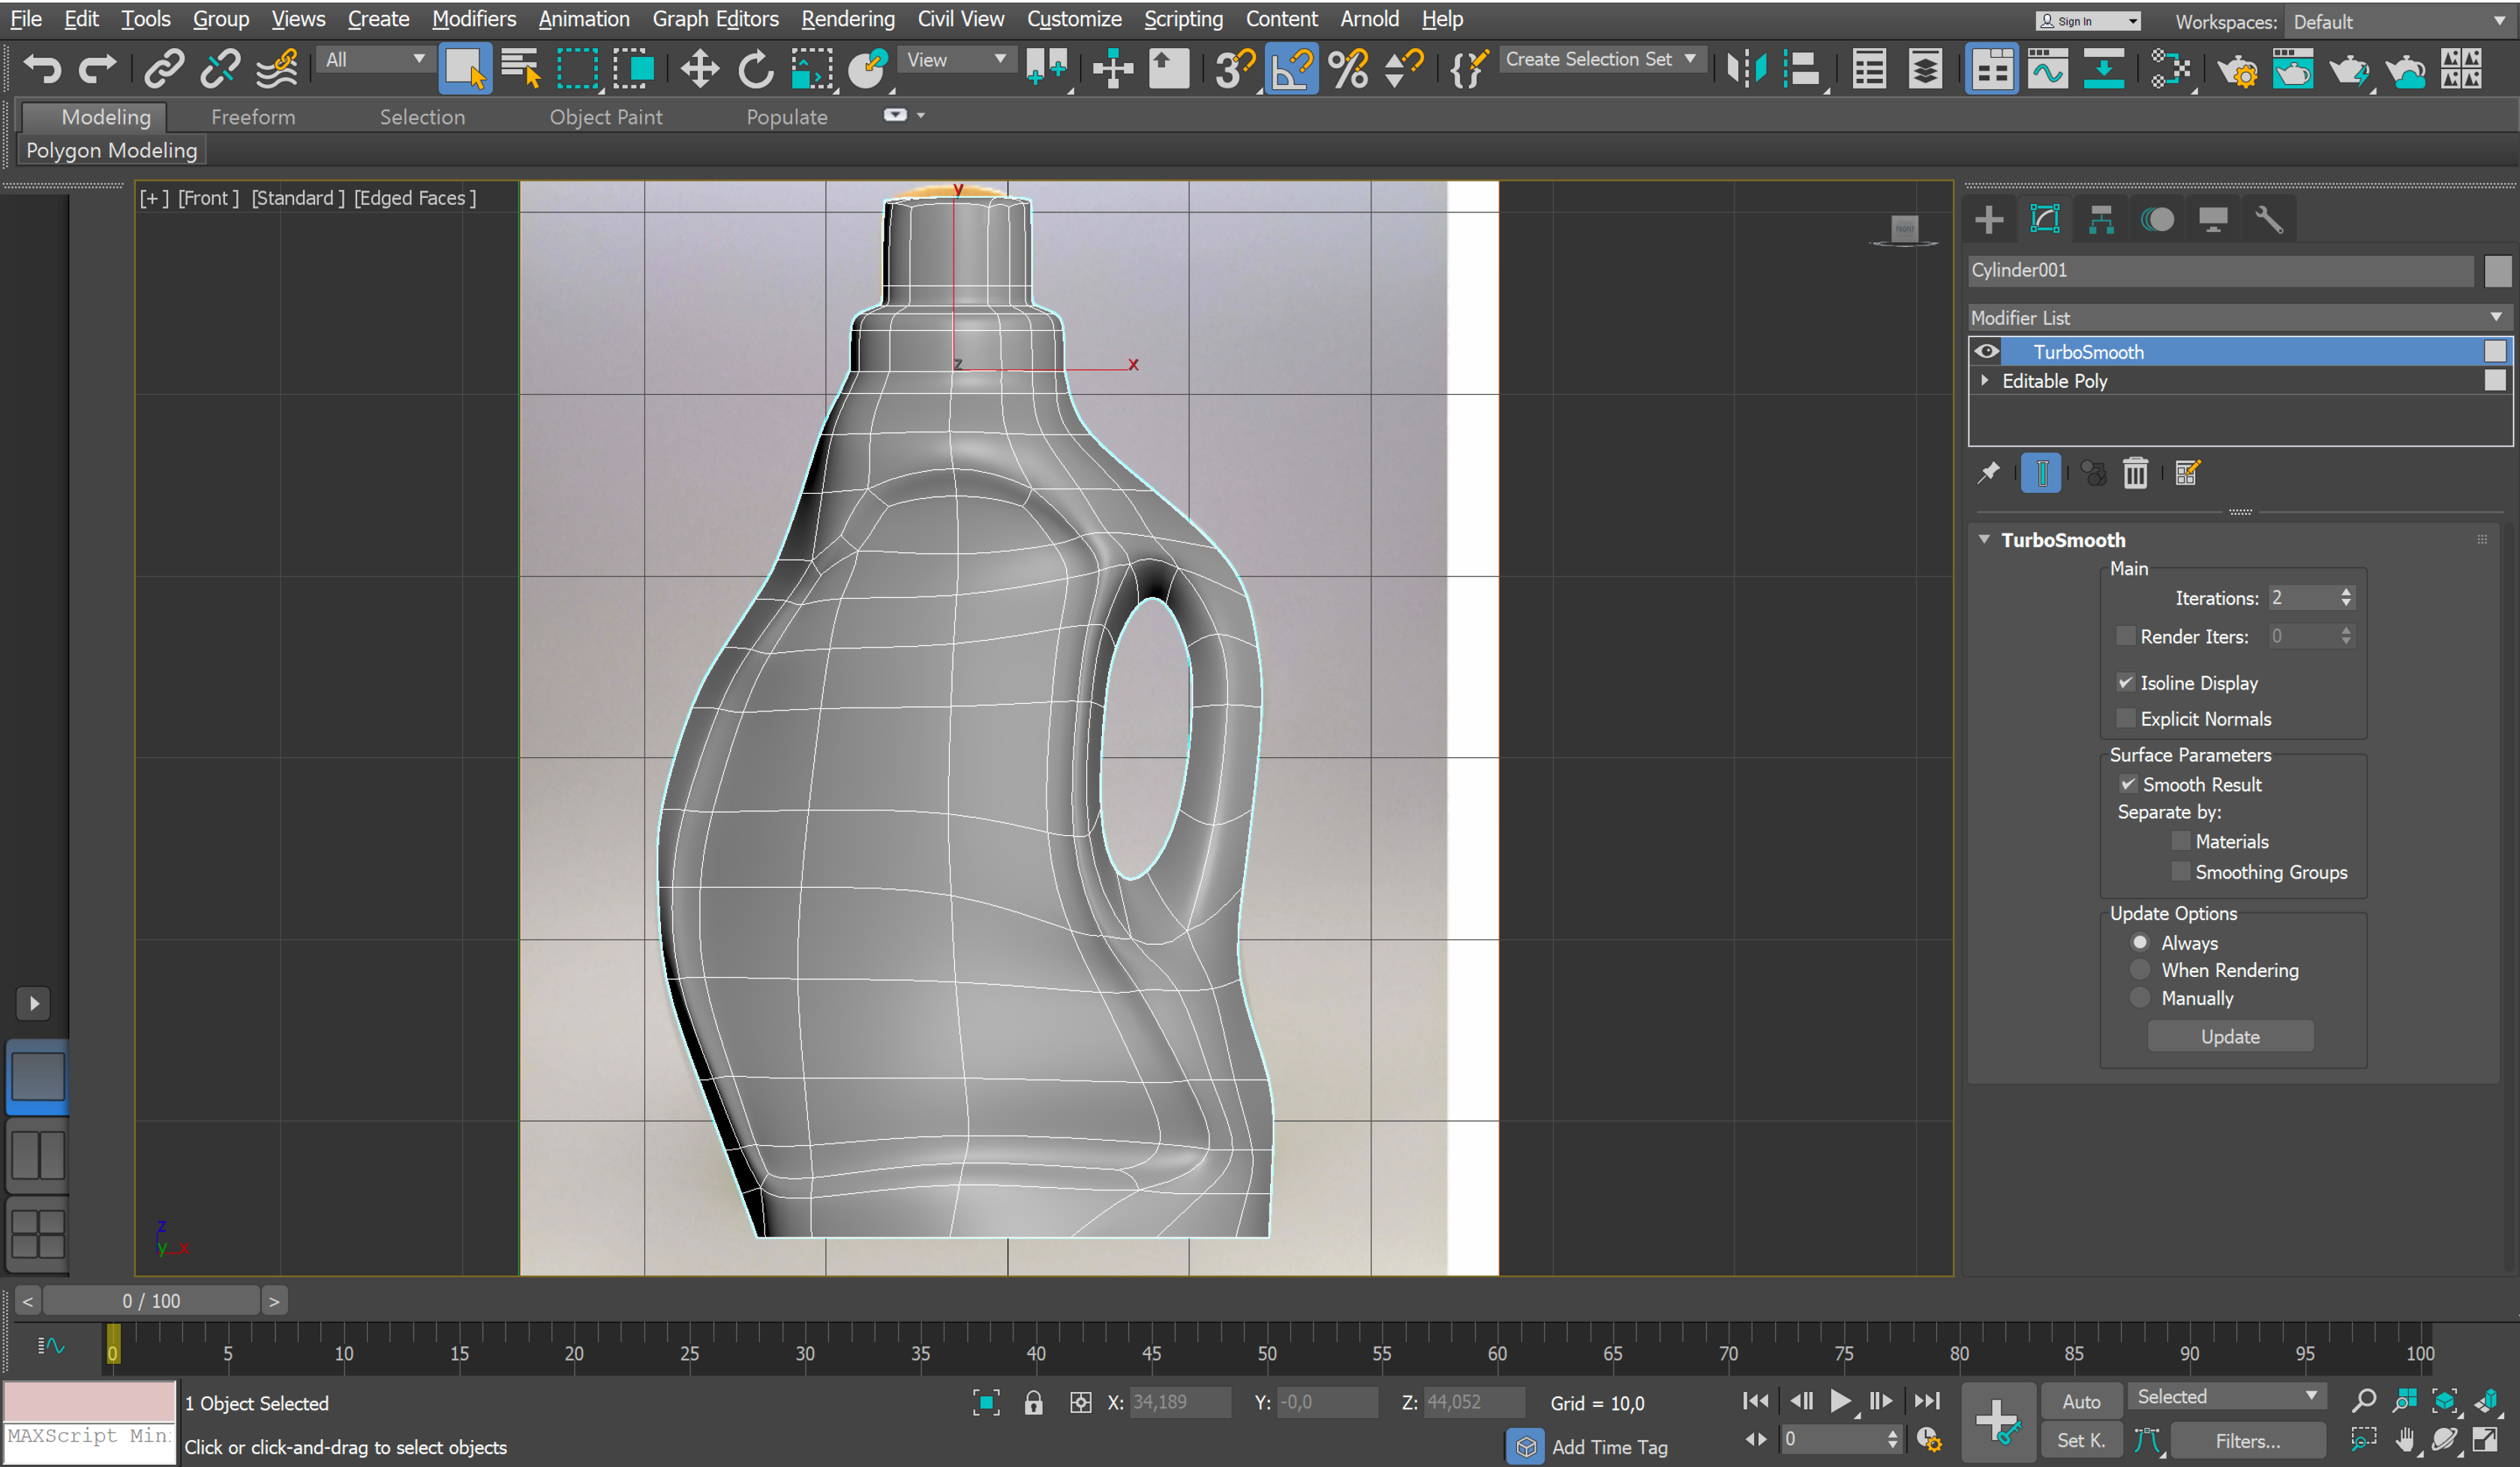 File Edit Tools Group Views Create Modifiers Animation Graph Editors Rendering Civil View Customize Scripting Content Arnold Help Sign In Workspaces: Default
All View 3 Create Selection Set
Modeling Freeform Selection Object Paint Populate
Polygon Modeling
[+] [Front] [Standard] [Edged Faces]
y
FRONT
z x
z
y x
Cylinder001
Modifier List
TurboSmooth
Editable Poly
TurboSmooth
Main
Iterations: 2
Render Iters: 0
Isoline Display
Explicit Normals
Surface Parameters
Smooth Result
Separate by:
Materials
Smoothing Groups
Update Options
Always
When Rendering
Manually
Update
< 0 / 100 >
0 5 10 15 20 25 30 35 40 45 50 55 60 65 70 75 80 85 90 95 100
1 Object Selected X: 34,189 Y: -0,0 Z: 44,052 Grid = 10,0 Auto Selected
MAXScript Min Click or click-and-drag to select objects Add Time Tag 0 Set K. Filters...